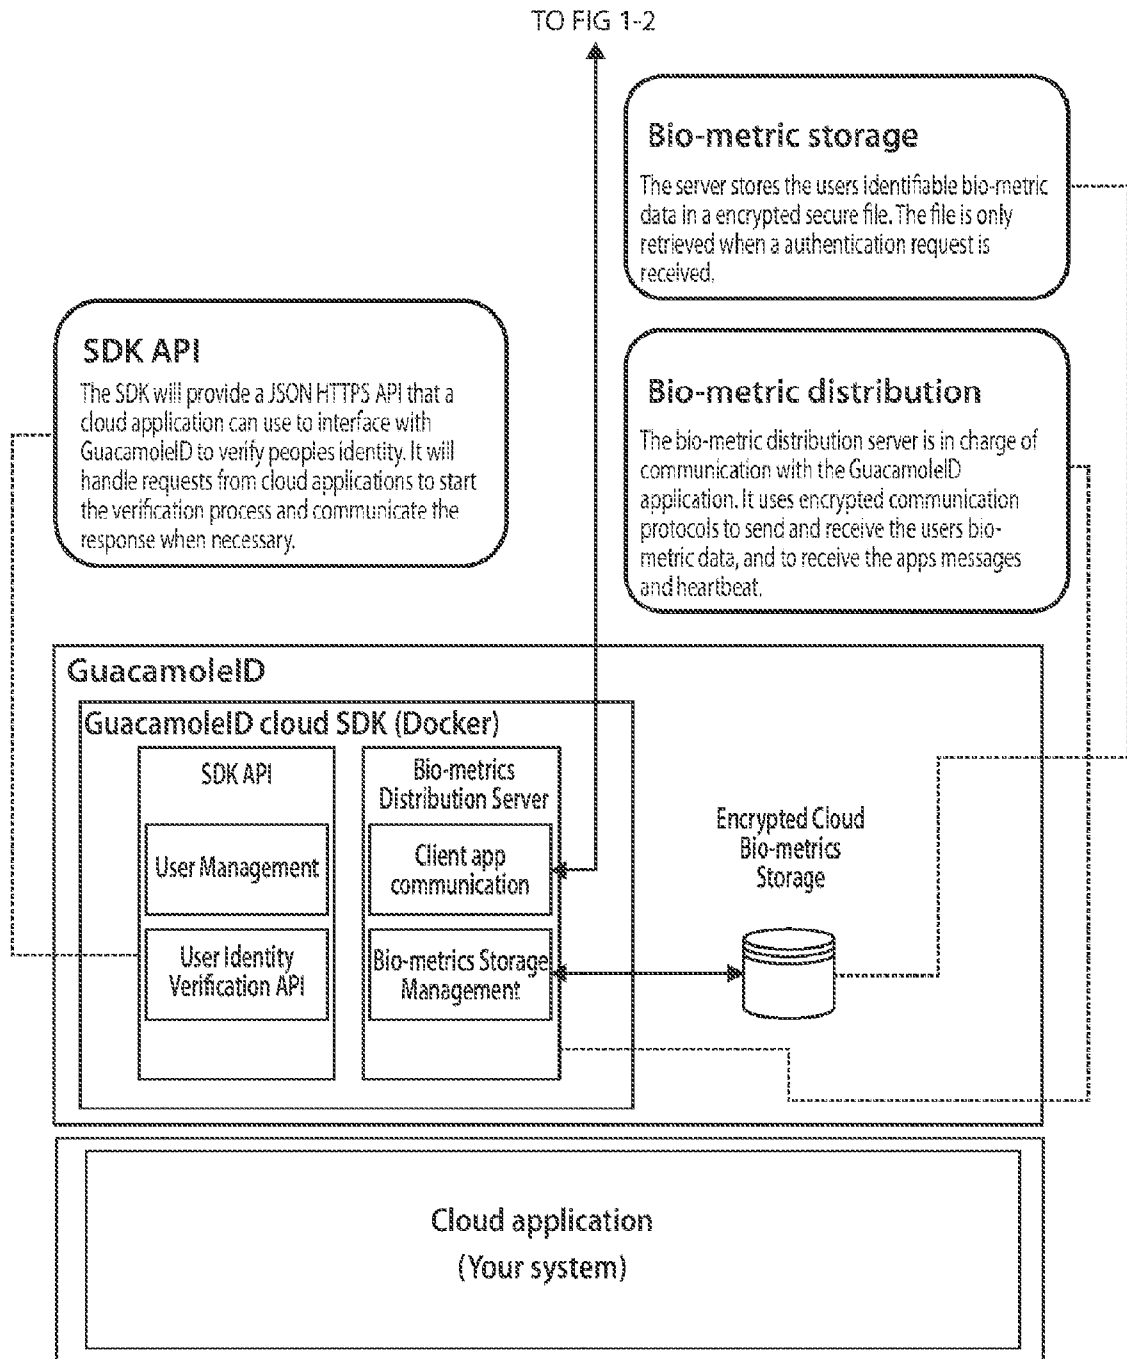 TO FIG 1-2
Bio-metric storage
The server stores the users identifiable bio-metric
data in a encrypted secure file. The file is only
retrieved when a authentication request is
received.
SDK API
The SDK will provide a JSON HTTPS API that a
cloud application can use to interface with
GuacamoleID to verify peoples identity. It will
handle requests from cloud applications to start
the verification process and communicate the
response when necessary.
Bio-metric distribution
The bio-metric distribution server is in charge of
communication with the GuacamoleID
application. It uses encrypted communication
protocols to send and receive the users bio-
metric data, and to receive the apps messages
and heartbeat.
GuacamoleID
GuacamoleID cloud SDK (Docker)
SDK API
User Management
User Identity
Verification API
Bio-metrics
Distribution Server
Client app
communication
Bio-metrics Storage
Management
Encrypted Cloud
Bio-metrics
Storage
Cloud application
(Your system)